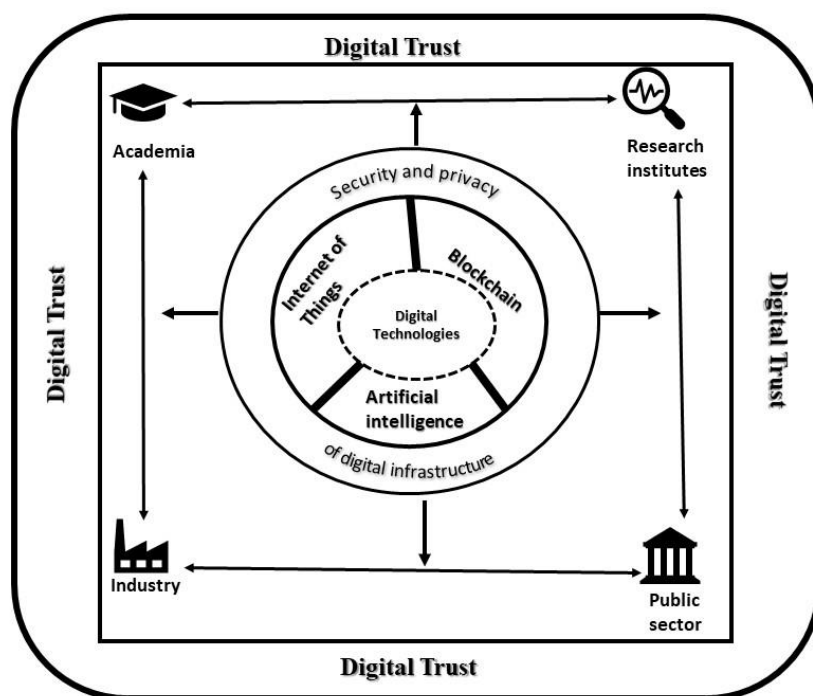 Digital Trust
Academia
Research
institutes
Security and privacy
Internet of
Things
Blockchain
Digital
Technologies
Digital Trust
Digital Trust
Artificial
intelligence
of digital infrastructure
Industry
Public
sector
Digital Trust